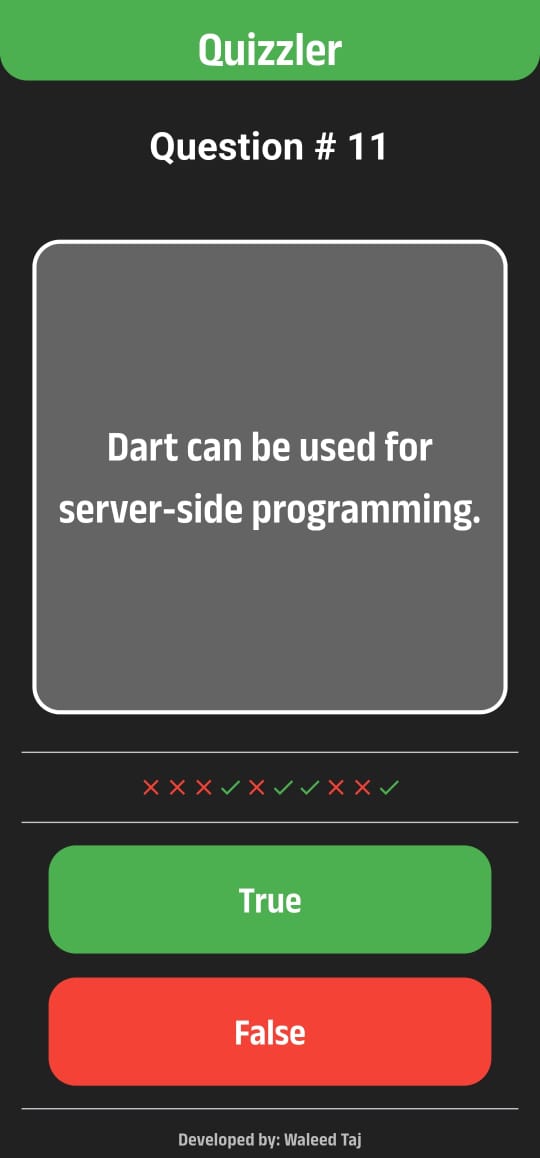 Quizzler
Question # 11
Dart can be used for
server-side programming.
True
False
Developed by: Waleed Taj